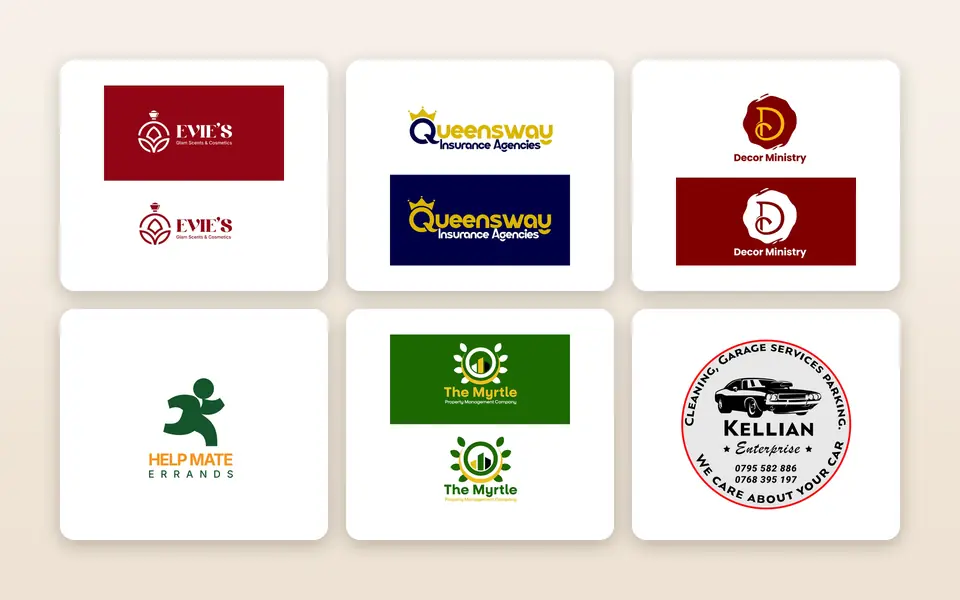 EVIE'S
Glam Scents & Cosmetics
EVIE'S
Glam Scents & Cosmetics
Queensway
Insurance Agencies
Queensway
Insurance Agencies
D
Decor Ministry
D
Decor Ministry
HELP MATE
ERRANDS
The Myrtle
Property Management Company
The Myrtle
Property Management Company
CLEANING, GARAGE SERVICES PARKING.
KELLIAN
Enterprise
0795 582 886
0768 395 197
WE CARE ABOUT YOUR CAR